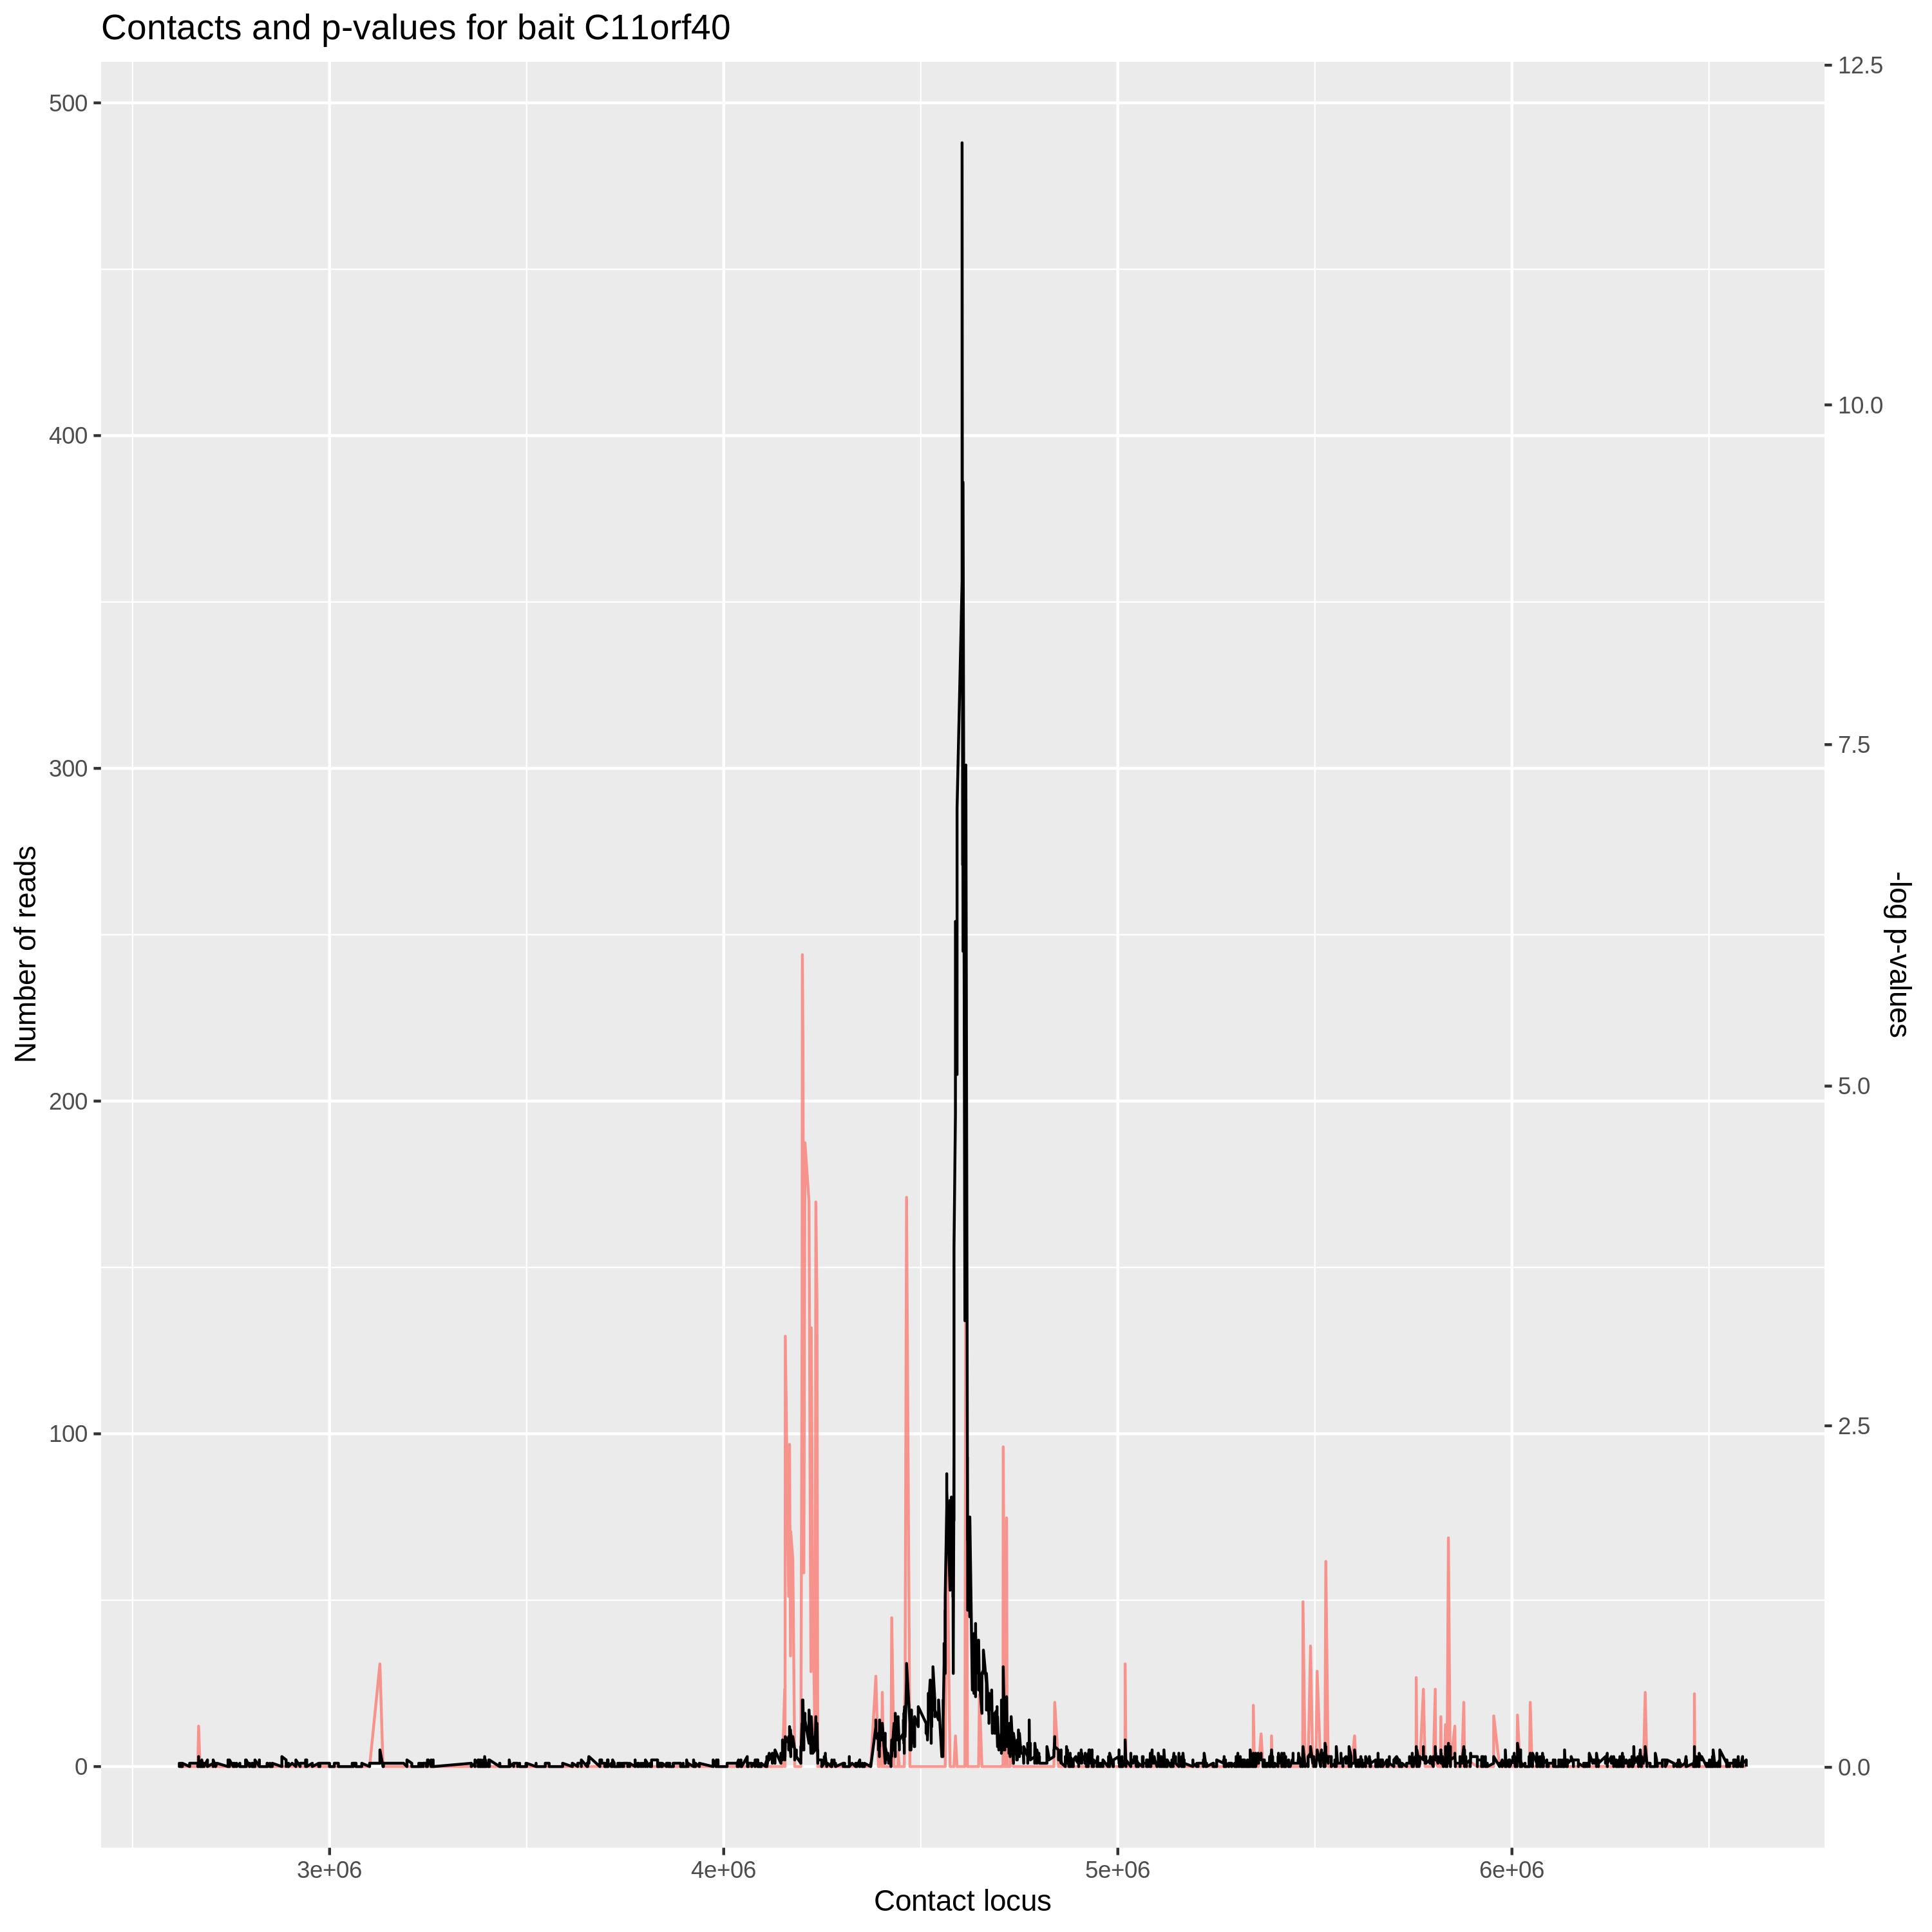 Contacts and p-values for bait C11orf40
500
400
300
200
100
0
Number of reads
12.5
10.0
7.5
5.0
2.5
0.0
-log p-values
3e+06
4e+06
5e+06
6e+06
Contact locus